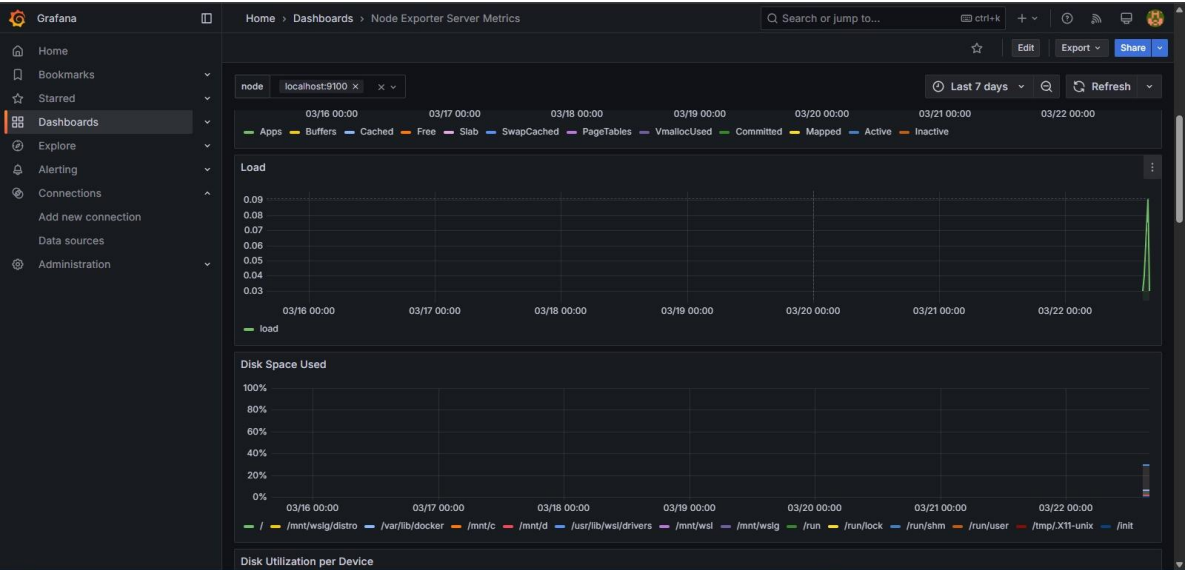 Grafana
Home › Dashboards › Node Exporter Server Metrics
Search or jump to...
ctrl+k
Home
Bookmarks
Starred
Dashboards
Explore
Alerting
Connections
Add new connection
Data sources
Administration
Edit
Export
Share
node
localhost:9100
Last 7 days
Refresh
03/16 00:00 03/17 00:00 03/18 00:00 03/19 00:00 03/20 00:00 03/21 00:00 03/22 00:00
Apps Buffers Cached Free Slab SwapCached PageTables VmallocUsed Committed Mapped Active Inactive
Load
0.09
0.08
0.07
0.06
0.05
0.04
0.03
03/16 00:00 03/17 00:00 03/18 00:00 03/19 00:00 03/20 00:00 03/21 00:00 03/22 00:00
load
Disk Space Used
100%
80%
60%
40%
20%
0%
03/16 00:00 03/17 00:00 03/18 00:00 03/19 00:00 03/20 00:00 03/21 00:00 03/22 00:00
/ /mnt/wslg/distro /var/lib/docker /mnt/c /mnt/d /usr/lib/wsl/drivers /mnt/wsl /mnt/wslg /run /run/lock /run/shm /run/user /tmp/.X11-unix /init
Disk Utilization per Device